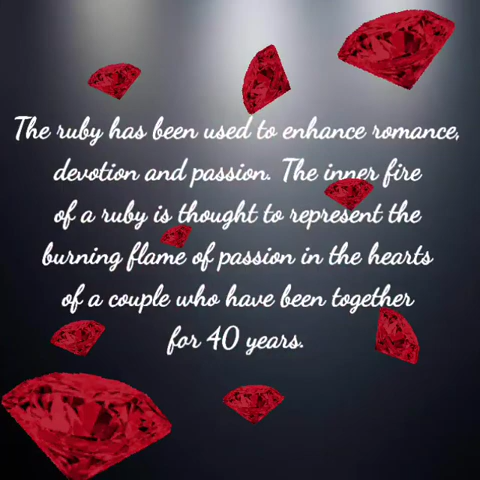 The ruby has been used to enhance romance,
devotion and passion. The inner fire
of a ruby is thought to represent the
burning flame of passion in the hearts
of a couple who have been together
for 40 years.